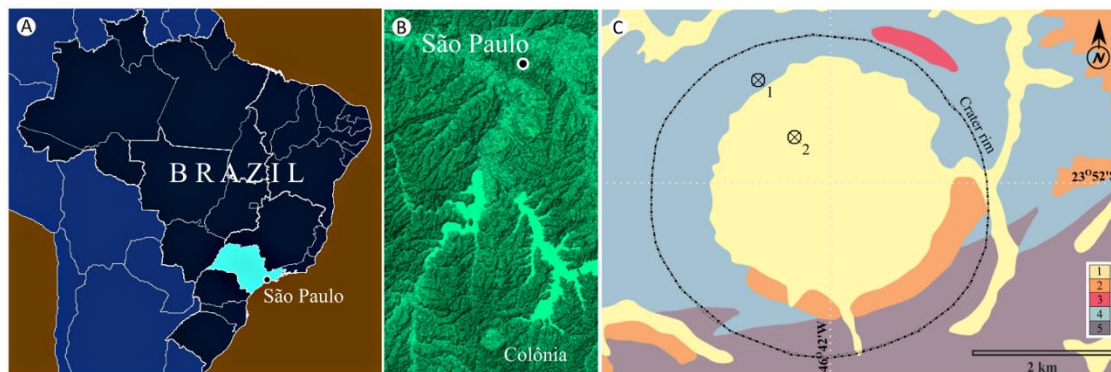 A
BRAZIL
São Paulo
B
São Paulo
Colônia
C
1
2
Crater rim
N
23°52'S
46°42'W
1
2
3
4
5
2 km